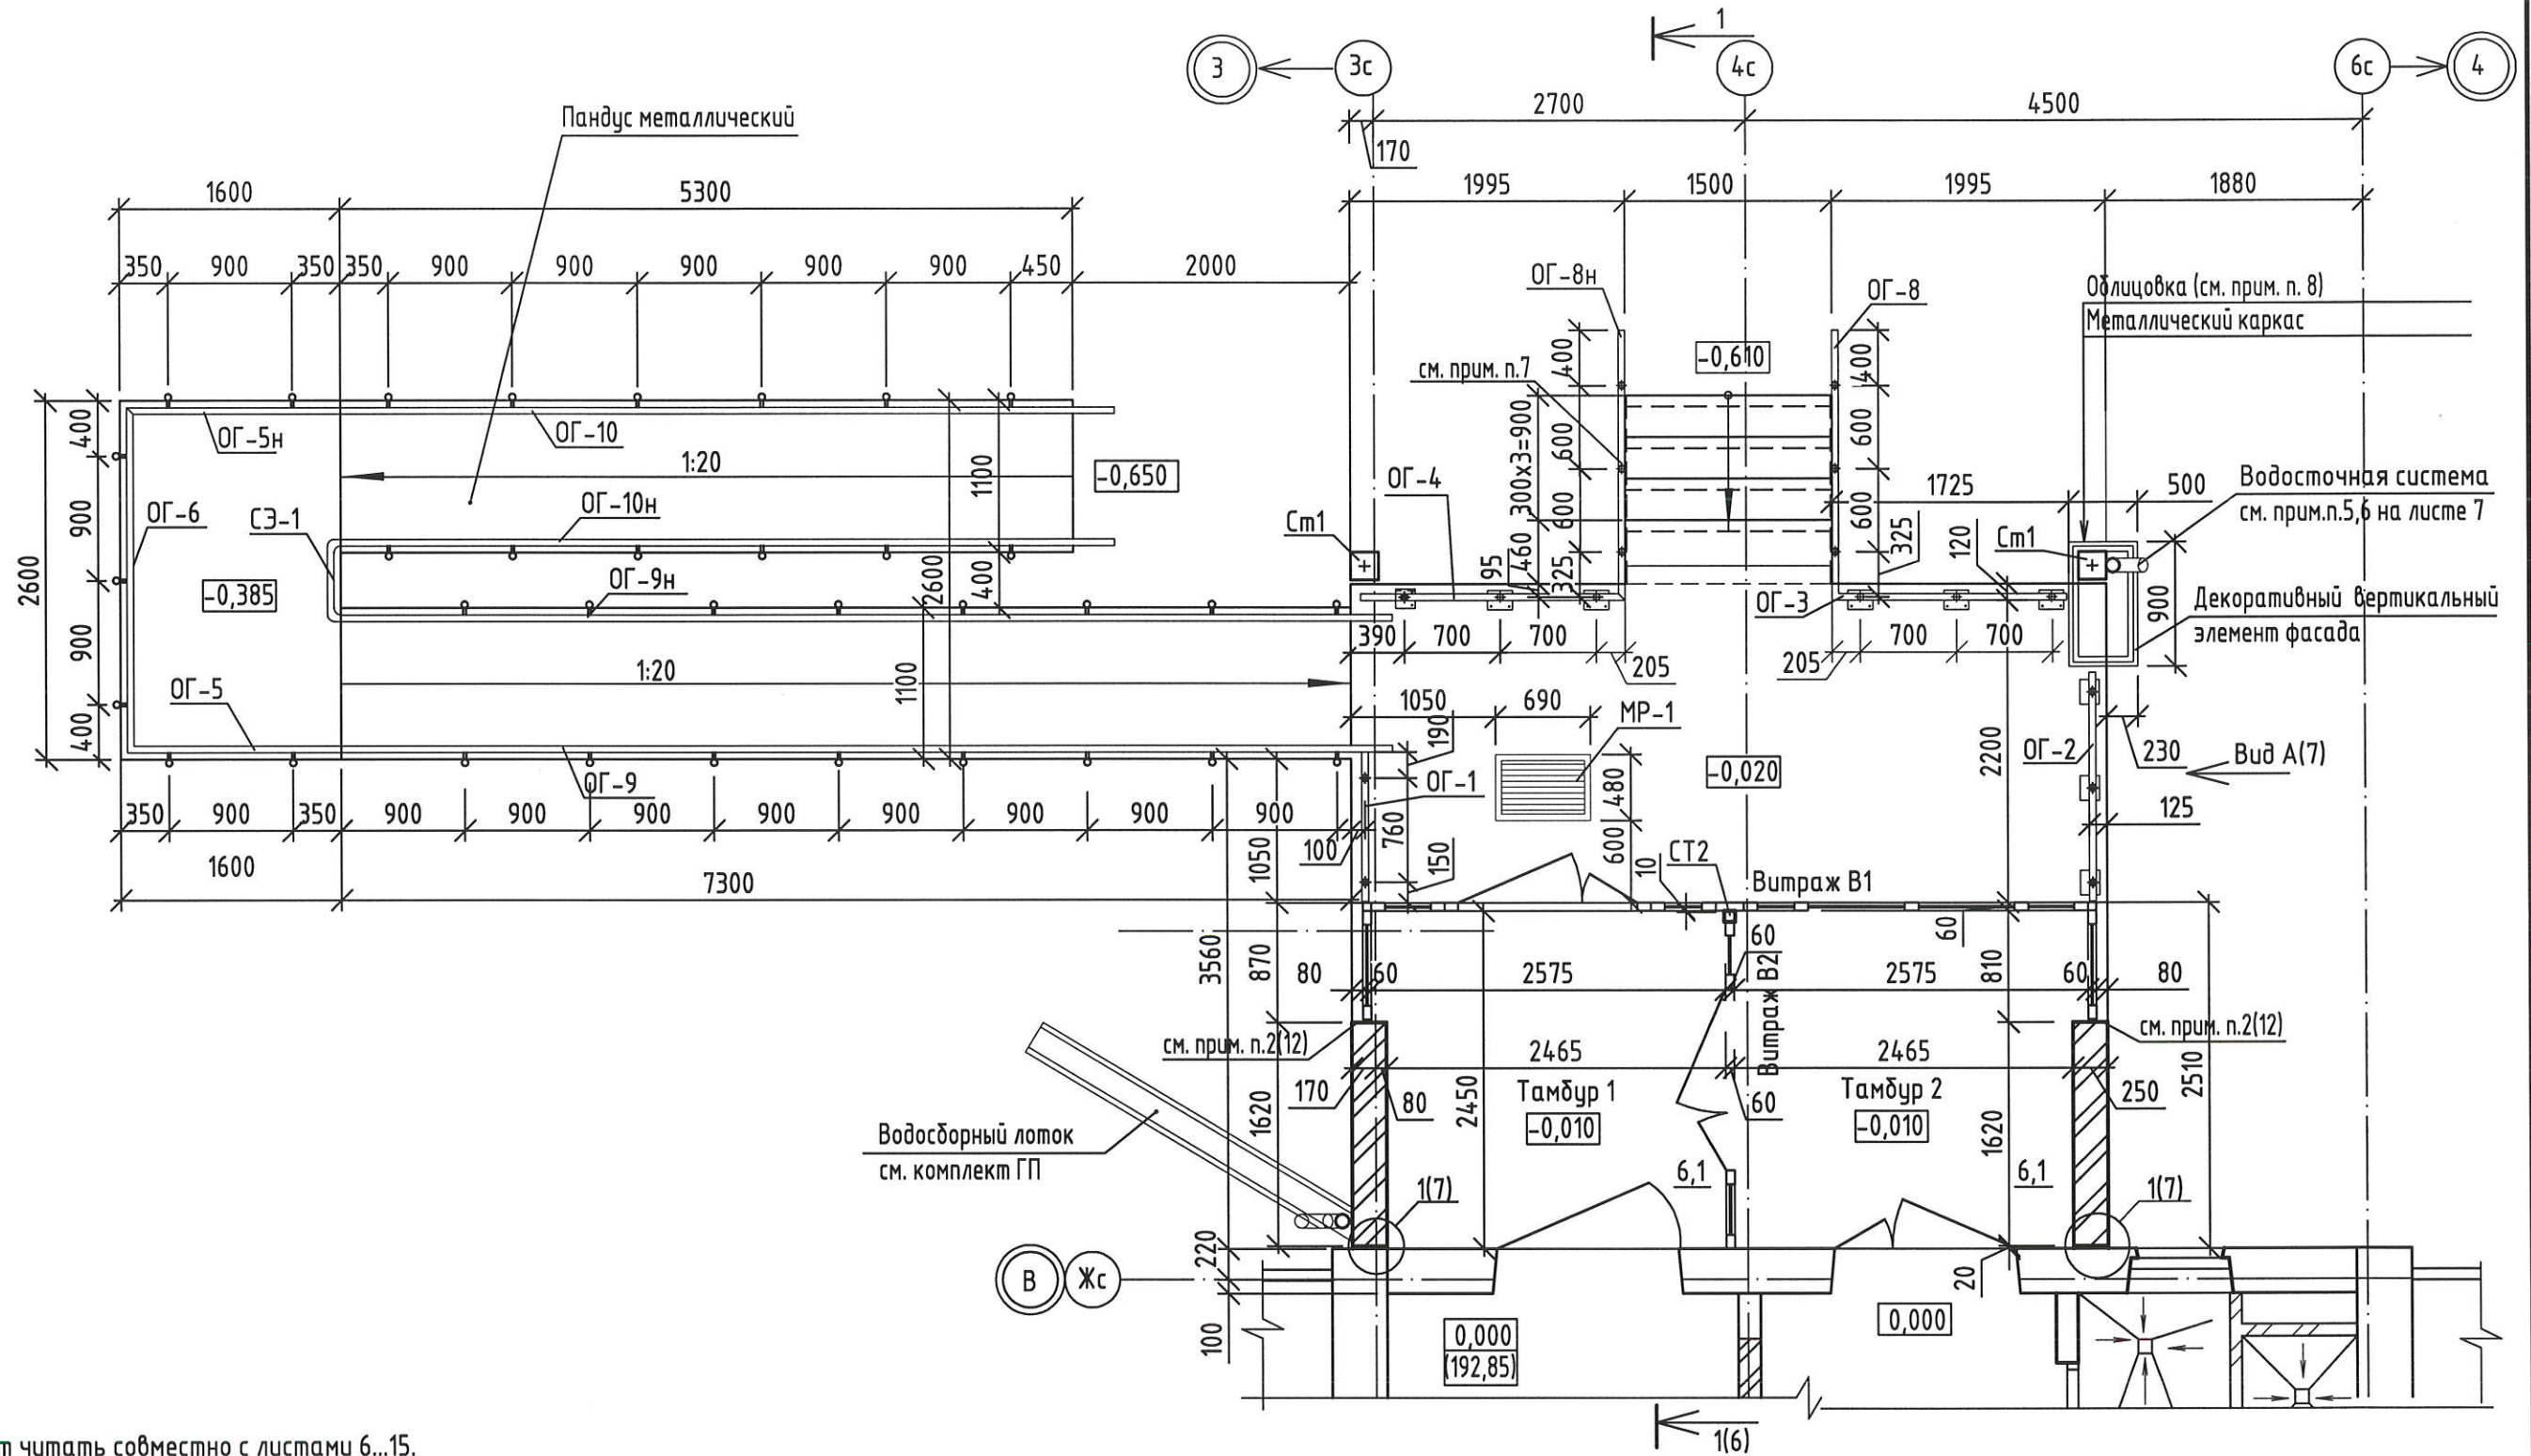 1
3
3с
4с
6с
4
2700
4500
170
Пандус металлический
1600
5300
1995
1500
1995
1880
350
900
350
350
900
900
900
900
900
450
2000
ОГ-8н
ОГ-8
Облицовка (см. прим. п. 8)
Металлический каркас
400
-0,610
400
см. прим. п.7
400
ОГ-5н
ОГ-10
1:20
1100
-0,650
ОГ-4
300х3=900
600
600
1725
500
Водосточная система
см. прим.п.5,6 на листе 7
900
ОГ-6
СЭ-1
ОГ-10н
Ст1
600
460
600
325
120
Ст1
2600
-0,385
ОГ-9н
2600
400
95
325
ОГ-3
900
Декоративный вертикальный
элемент фасада
900
390
700
700
205
205
700
700
1:20
1100
ОГ-5
400
1050
690
190
МР-1
ОГ-9
ОГ-1
480
-0,020
2200
ОГ-2
230
Вид А(7)
350
900
350
900
900
900
900
900
900
900
900
100
760
125
1600
7300
1050
150
600
10
СТ2
Витраж В1
3560
870
80
60
2575
60
Витраж В2
2575
60
810
60
80
см. прим. п.2(12)
см. прим. п.2(12)
2465
2465
170
80
2450
Тамбур 1
-0,010
60
Тамбур 2
-0,010
250
2510
Водосборный лоток
см. комплект ГП
1620
1620
1(7)
6,1
6,1
1(7)
220
В
Жс
20
100
0,000
(192,85)
0,000
1(6)
т читать совместно с листами 6...15.